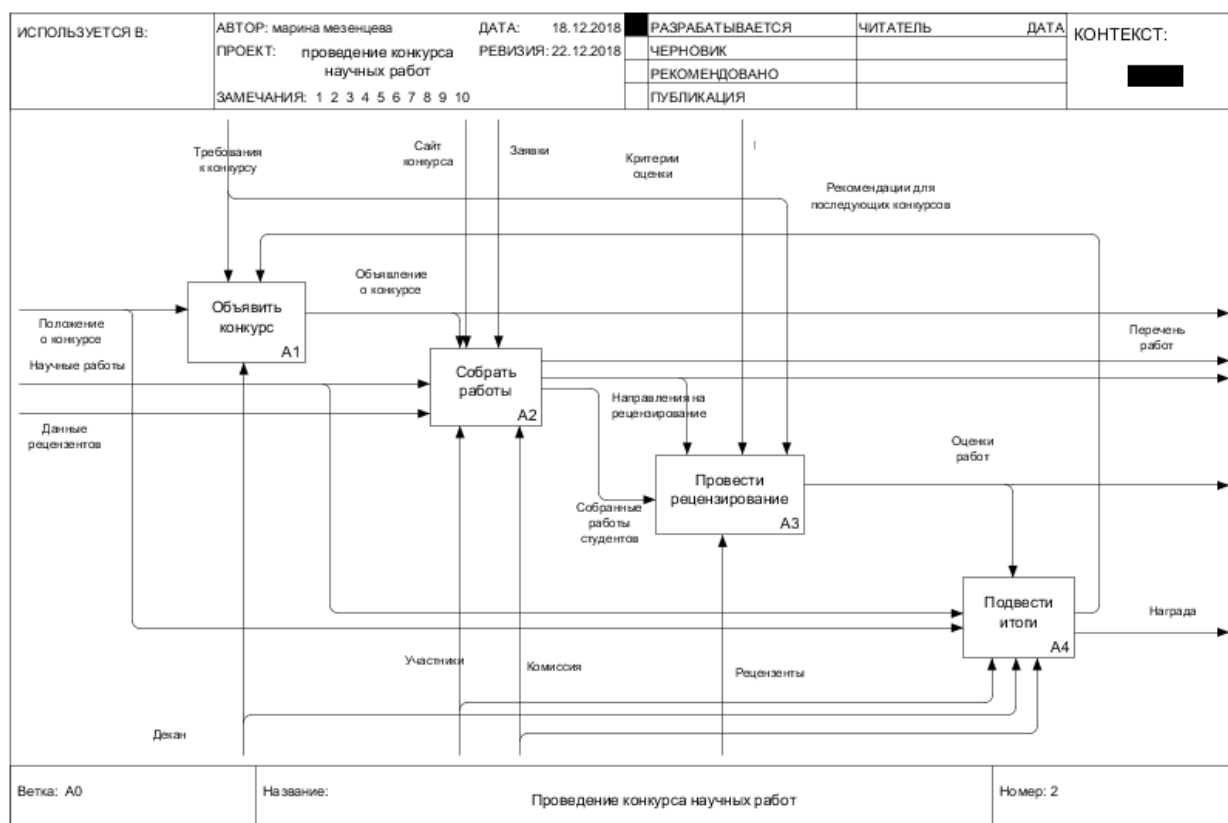 ИСПОЛЬЗУЕТСЯ В:
АВТОР: марина мезенцева
ДАТА: 18.12.2018
ПРОЕКТ: проведение конкурса
научных работ
РЕВИЗИЯ: 22.12.2018
ЗАМЕЧАНИЯ: 1 2 3 4 5 6 7 8 9 10
РАЗРАБАТЫВАЕТСЯ
ЧЕРНОВИК
РЕКОМЕНДОВАНО
ПУБЛИКАЦИЯ
ЧИТАТЕЛЬ
ДАТА
КОНТЕКСТ:
Требования
к конкурсу
Сайт
конкурса
Заявки
Критерии
оценки
Рекомендации для
последующих конкурсов
Объявление
о конкурсе
Объявить
конкурс
A1
Положение
о конкурсе
Научные работы
Перечень
работ
Собрать
работы
A2
Направления на
рецензирование
Данные
рецензентов
Оценки
работ
Провести
рецензирование
A3
Собранные
работы
студентов
Подвести
итоги
A4
Награда
Участники
Комиссия
Рецензенты
Декан
Ветка: A0
Название:
Проведение конкурса научных работ
Номер: 2